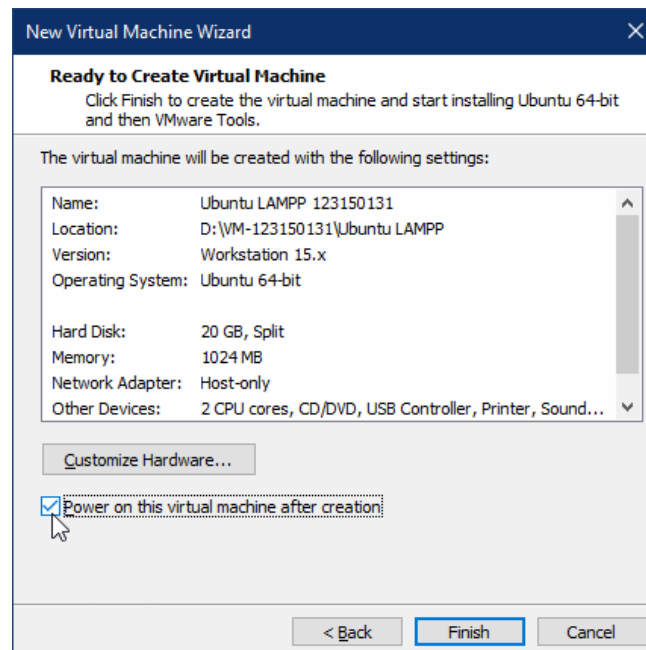 New Virtual Machine Wizard
Ready to Create Virtual Machine
Click Finish to create the virtual machine and start installing Ubuntu 64-bit
and then VMware Tools.
The virtual machine will be created with the following settings:
Name: Ubuntu LAMPP 123150131
Location: D:\VM-123150131\Ubuntu LAMPP
Version: Workstation 15.x
Operating System: Ubuntu 64-bit
Hard Disk: 20 GB, Split
Memory: 1024 MB
Network Adapter: Host-only
Other Devices: 2 CPU cores, CD/DVD, USB Controller, Printer, Sound...
Customize Hardware...
Power on this virtual machine after creation
< Back Finish Cancel